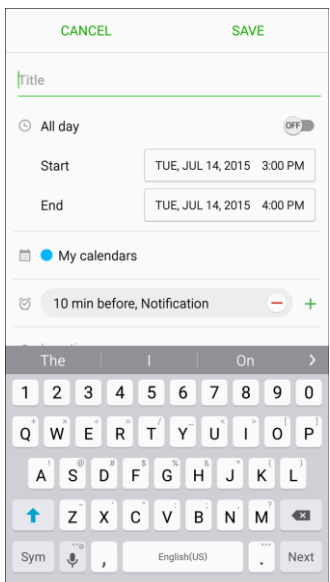 CANCEL SAVE
Title
All day OFF
Start TUE, JUL 14, 2015 3:00 PM
End TUE, JUL 14, 2015 4:00 PM
My calendars
10 min before, Notification
The I On
1 2 3 4 5 6 7 8 9 0
Q W E R T Y U I O P
A S D F G H J K L
Z X C V B N M
Sym , English(US) . Next